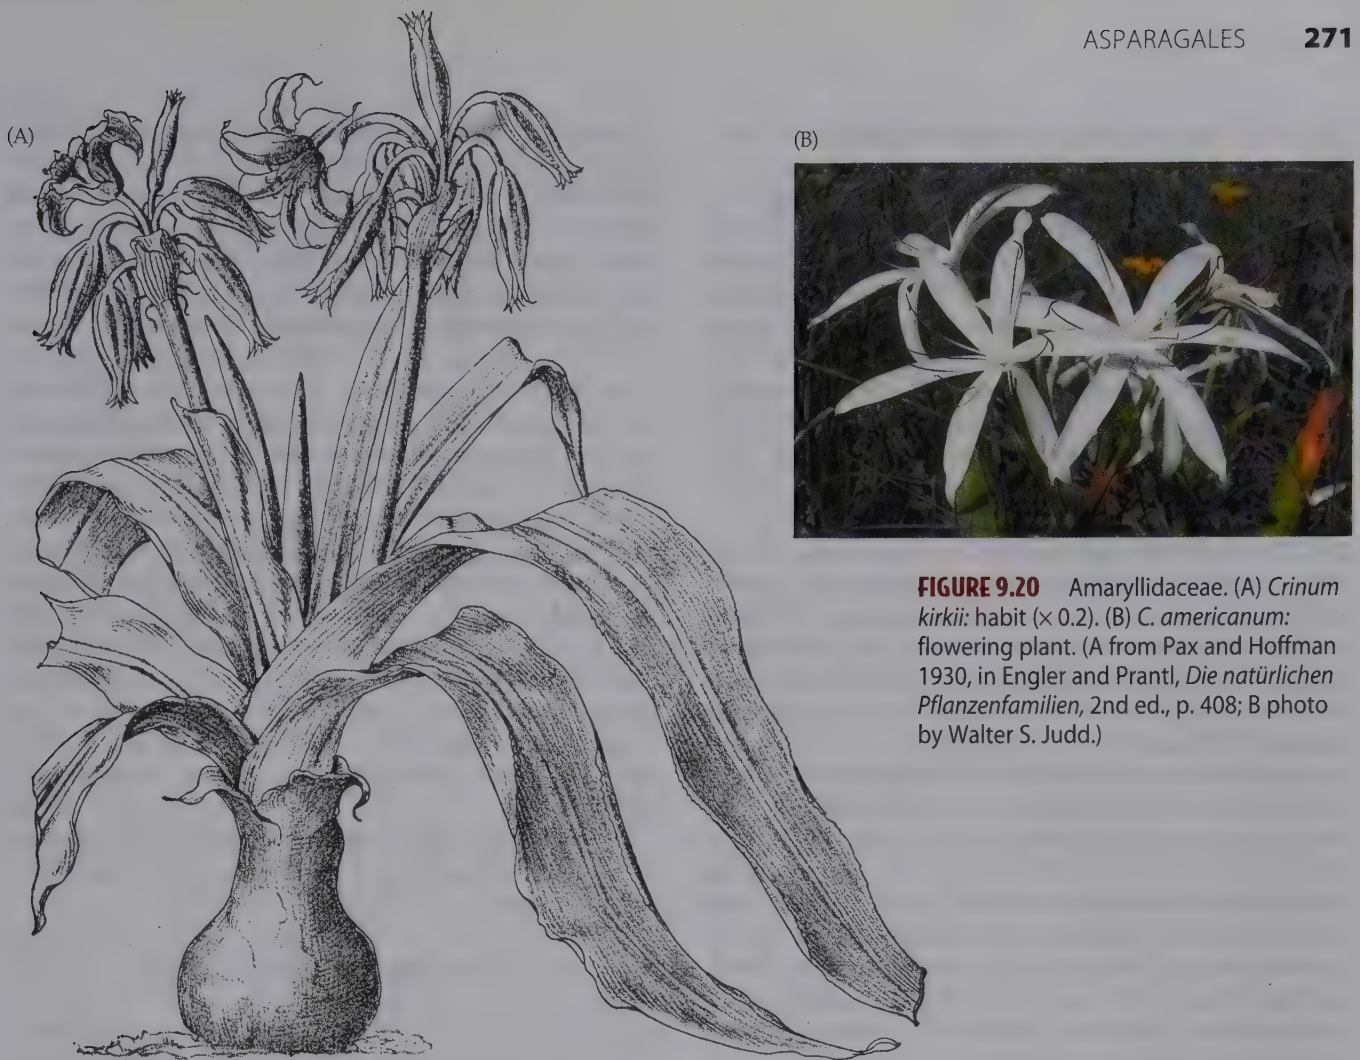 ASPARAGALES 271
(A)
(B)
FIGURE 9.20 Amaryllidaceae. (A) Crinum
kirkii: habit (× 0.2). (B) C. americanum:
flowering plant. (A from Pax and Hoffman
1930, in Engler and Prantl, Die natürlichen
Pflanzenfamilien, 2nd ed., p. 408; B photo
by Walter S. Judd.)